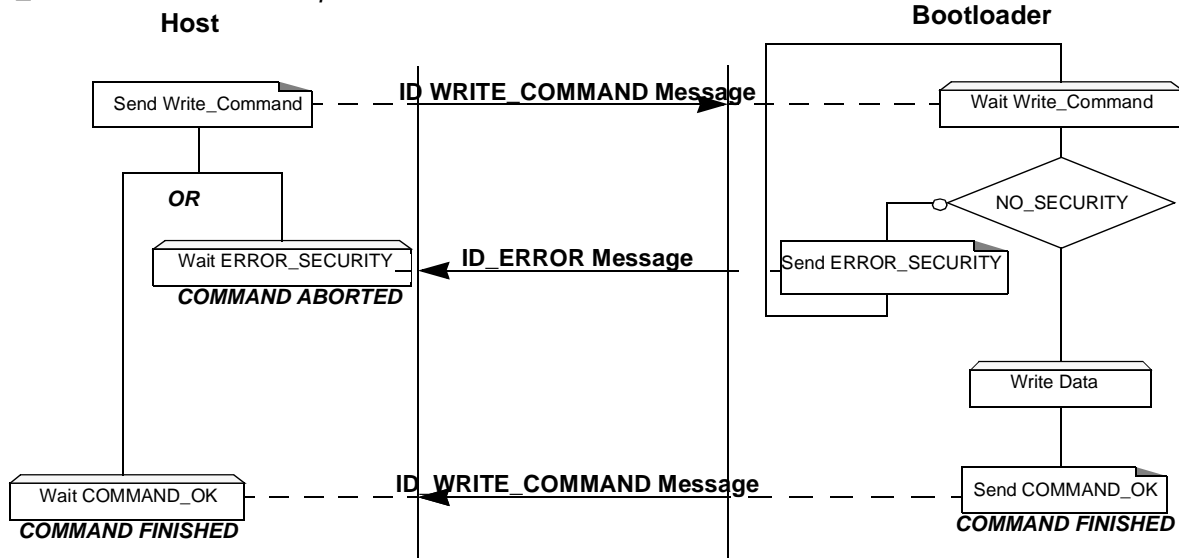 Host
Bootloader
Send Write_Command
ID WRITE_COMMAND Message
Wait Write_Command
OR
NO_SECURITY
Wait ERROR_SECURITY
ID_ERROR Message
Send ERROR_SECURITY
COMMAND ABORTED
Write Data
Wait COMMAND_OK
ID_WRITE_COMMAND Message
Send COMMAND_OK
COMMAND FINISHED
COMMAND FINISHED